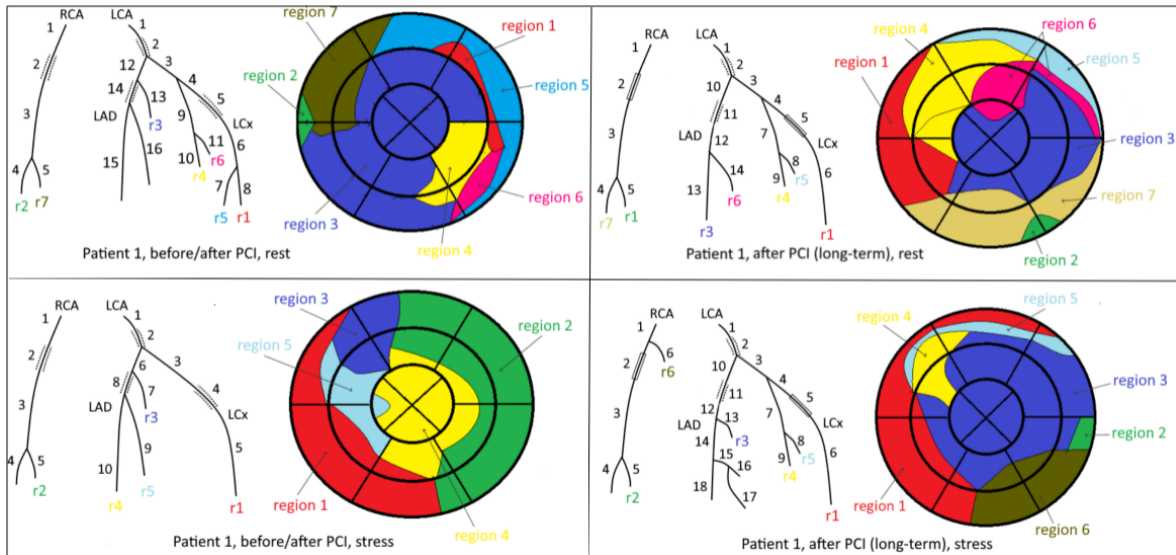 RCA
LCA
region 7
region 1
region 2
region 5
region 3
region 6
region 4
1
2
3
4
5
r2
r7
1
2
12
3
14
13
4
5
LAD
r3
9
LCx
15
16
11
6
10
r6
r4
7
8
r5
r1
Patient 1, before/after PCI, rest
RCA
LCA
region 6
region 4
region 5
region 1
region 3
region 7
region 2
1
2
3
4
5
r7
r1
1
2
10
3
11
4
5
LAD
12
7
LCx
14
8
6
13
9
r5
r6
r4
r3
r1
Patient 1, after PCI (long-term), rest
RCA
LCA
region 3
region 2
region 5
region 1
region 4
1
2
3
4
5
r2
1
2
6
3
8
7
4
LAD
r3
LCx
9
5
10
r5
r4
r1
Patient 1, before/after PCI, stress
RCA
LCA
region 5
region 4
region 3
region 2
region 1
region 6
1
2
6
r6
3
4
5
r2
1
2
10
3
11
4
5
12
13
7
LCx
LAD
14
r3
8
6
15
16
9
r5
r4
18
17
r1
Patient 1, after PCI (long-term), stress